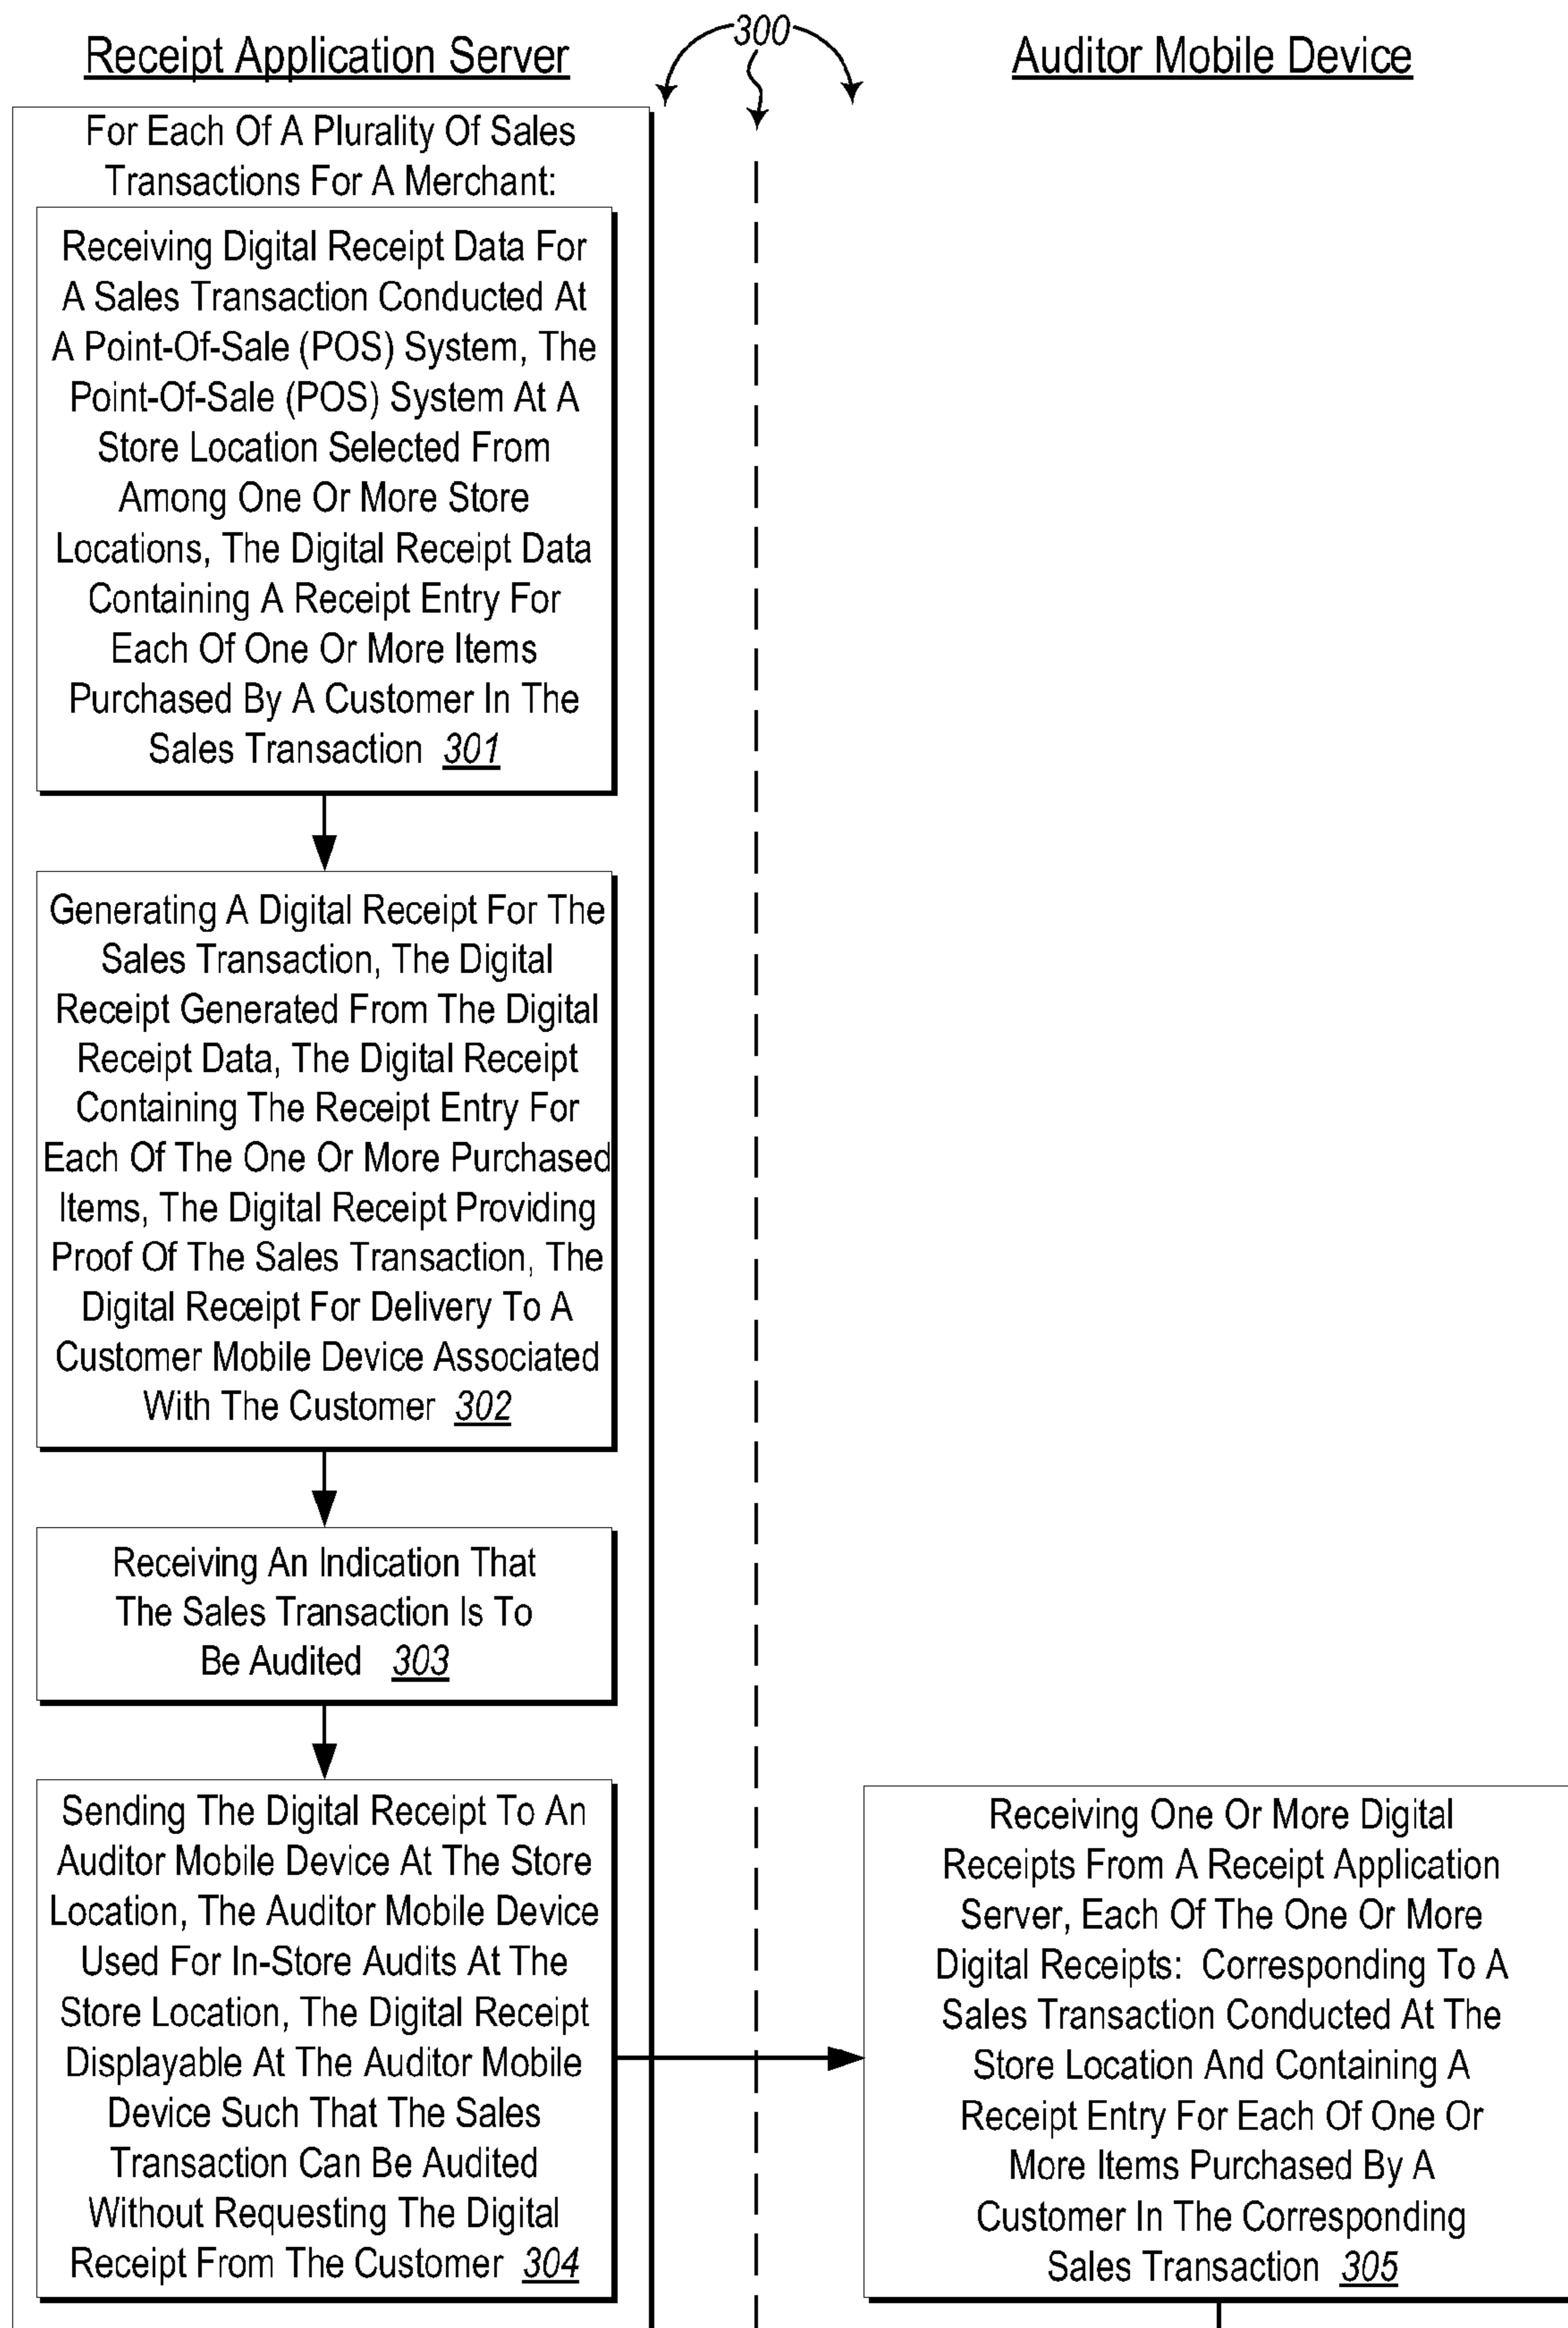 Receipt Application Server
300
Auditor Mobile Device
For Each Of A Plurality Of Sales
Transactions For A Merchant:
Receiving Digital Receipt Data For
A Sales Transaction Conducted At
A Point-Of-Sale (POS) System, The
Point-Of-Sale (POS) System At A
Store Location Selected From
Among One Or More Store
Locations, The Digital Receipt Data
Containing A Receipt Entry For
Each Of One Or More Items
Purchased By A Customer In The
Sales Transaction 301
Generating A Digital Receipt For The
Sales Transaction, The Digital
Receipt Generated From The Digital
Receipt Data, The Digital Receipt
Containing The Receipt Entry For
Each Of The One Or More Purchased
Items, The Digital Receipt Providing
Proof Of The Sales Transaction, The
Digital Receipt For Delivery To A
Customer Mobile Device Associated
With The Customer 302
Receiving An Indication That
The Sales Transaction Is To
Be Audited 303
Sending The Digital Receipt To An
Auditor Mobile Device At The Store
Location, The Auditor Mobile Device
Used For In-Store Audits At The
Store Location, The Digital Receipt
Displayable At The Auditor Mobile
Device Such That The Sales
Transaction Can Be Audited
Without Requesting The Digital
Receipt From The Customer 304
Receiving One Or More Digital
Receipts From A Receipt Application
Server, Each Of The One Or More
Digital Receipts: Corresponding To A
Sales Transaction Conducted At The
Store Location And Containing A
Receipt Entry For Each Of One Or
More Items Purchased By A
Customer In The Corresponding
Sales Transaction 305